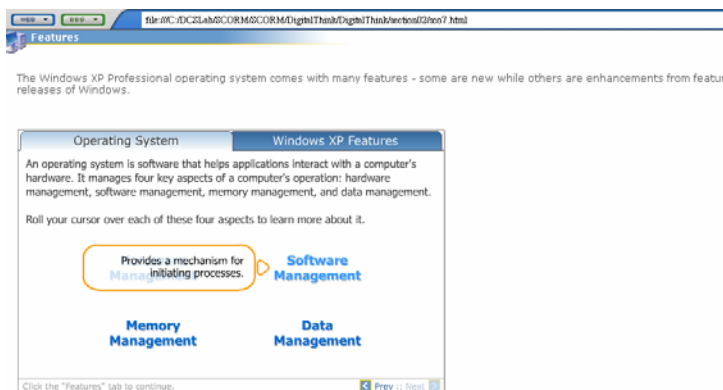 file:///C:/DCSLab/SCORM/SCORM/DigitalThink/DigitalThink/section02/sco7.html
Features
The Windows XP Professional operating system comes with many features - some are new while others are enhancements from featur
releases of Windows.
Operating System
Windows XP Features
An operating system is software that helps applications interact with a computer's
hardware. It manages four key aspects of a computer's operation: hardware
management, software management, memory management, and data management.
Roll your cursor over each of these four aspects to learn more about it.
Provides a mechanism for
initiating processes.
Software
Management
Memory
Management
Data
Management
Click the "Features" tab to continue.
Prev :: Next